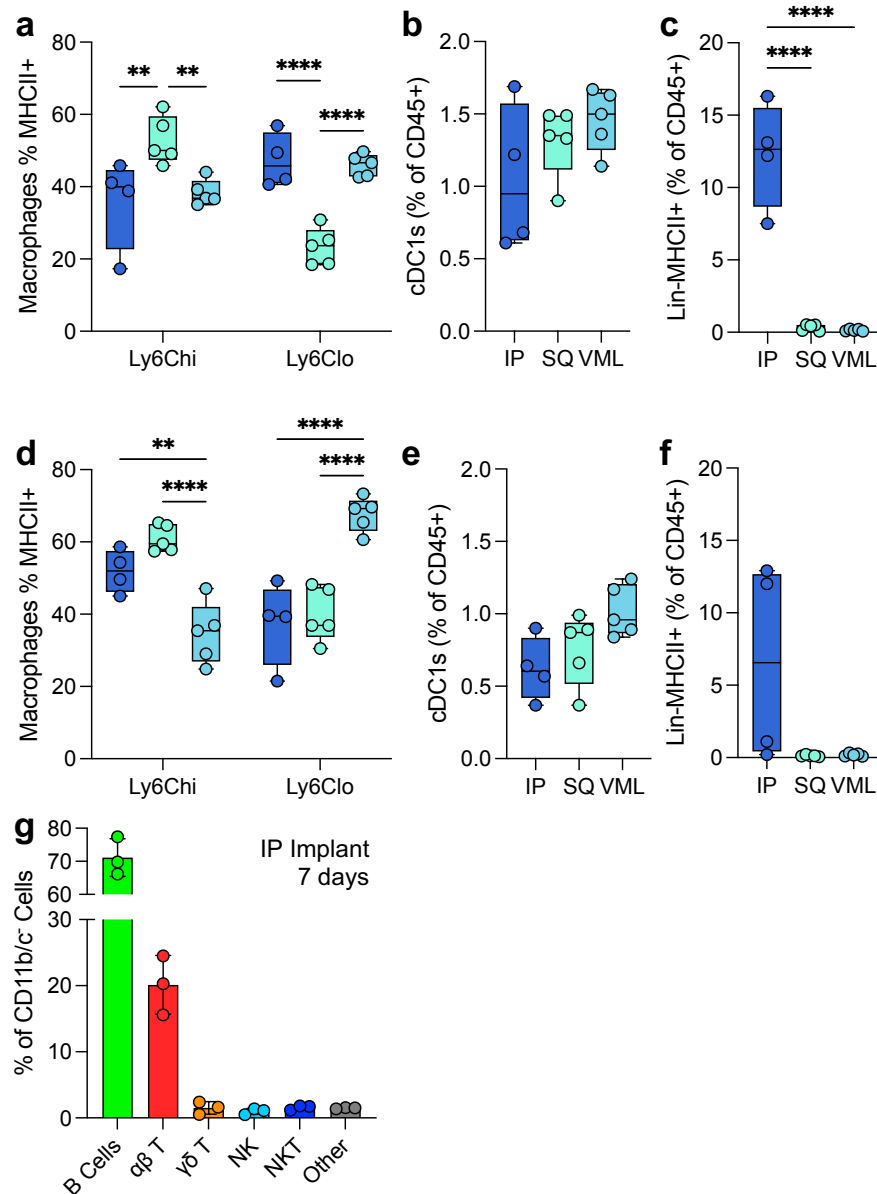 a
Macrophages % MHCII+
80
60
40
20
0
** **
**** ****
Ly6Chi Ly6Clo
b
cDC1s (% of CD45+)
2.0
1.5
1.0
0.5
0.0
IP SQ VML
c
Lin-MHCII+ (% of CD45+)
20
15
10
5
0
****
****
IP SQ VML
d
Macrophages % MHCII+
80
60
40
20
0
**
****
****
****
Ly6Chi Ly6Clo
e
cDC1s (% of CD45+)
2.0
1.5
1.0
0.5
0.0
IP SQ VML
f
Lin-MHCII+ (% of CD45+)
20
15
10
5
0
IP SQ VML
g
% of CD11b/c⁻ Cells
80
70
60
30
20
10
0
IP Implant
7 days
B Cells αβ T γδ T NK NKT Other